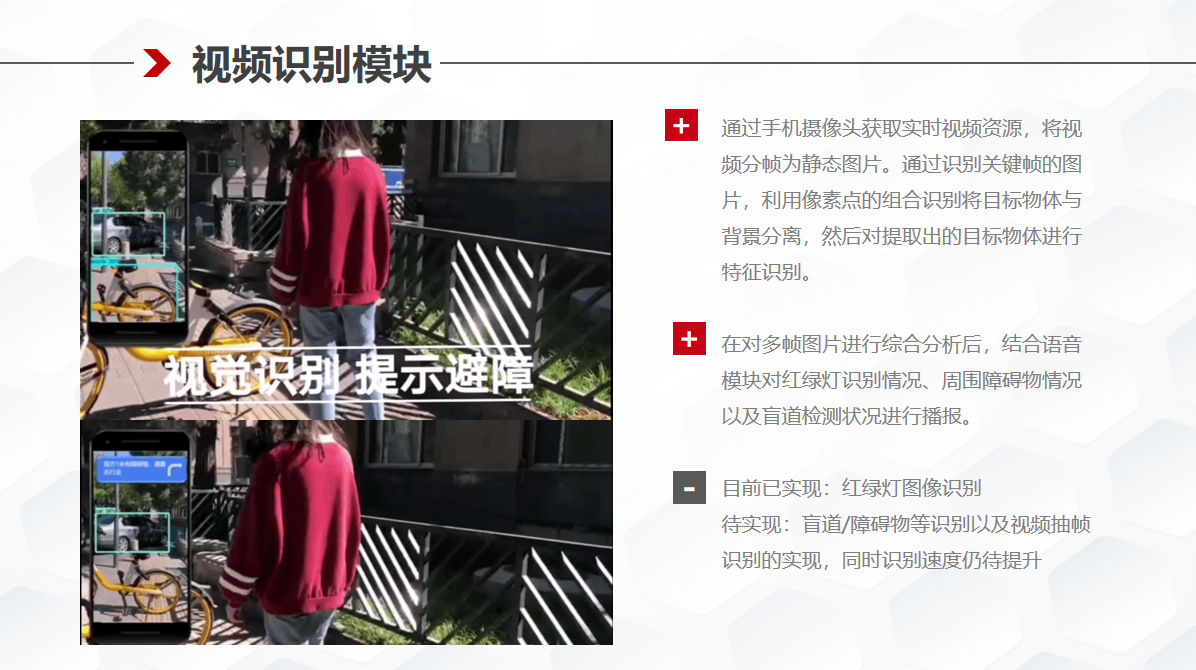 视频识别模块
视觉识别 提示避障
前方1米有障碍物，请靠
右行走
通过手机摄像头获取实时视频资源，将视
频分帧为静态图片。通过识别关键帧的图
片，利用像素点的组合识别将目标物体与
背景分离，然后对提取出的目标物体进行
特征识别。
在对多帧图片进行综合分析后，结合语音
模块对红绿灯识别情况、周围障碍物情况
以及盲道检测状况进行播报。
目前已实现：红绿灯图像识别
待实现：盲道/障碍物等识别以及视频抽帧
识别的实现，同时识别速度仍待提升